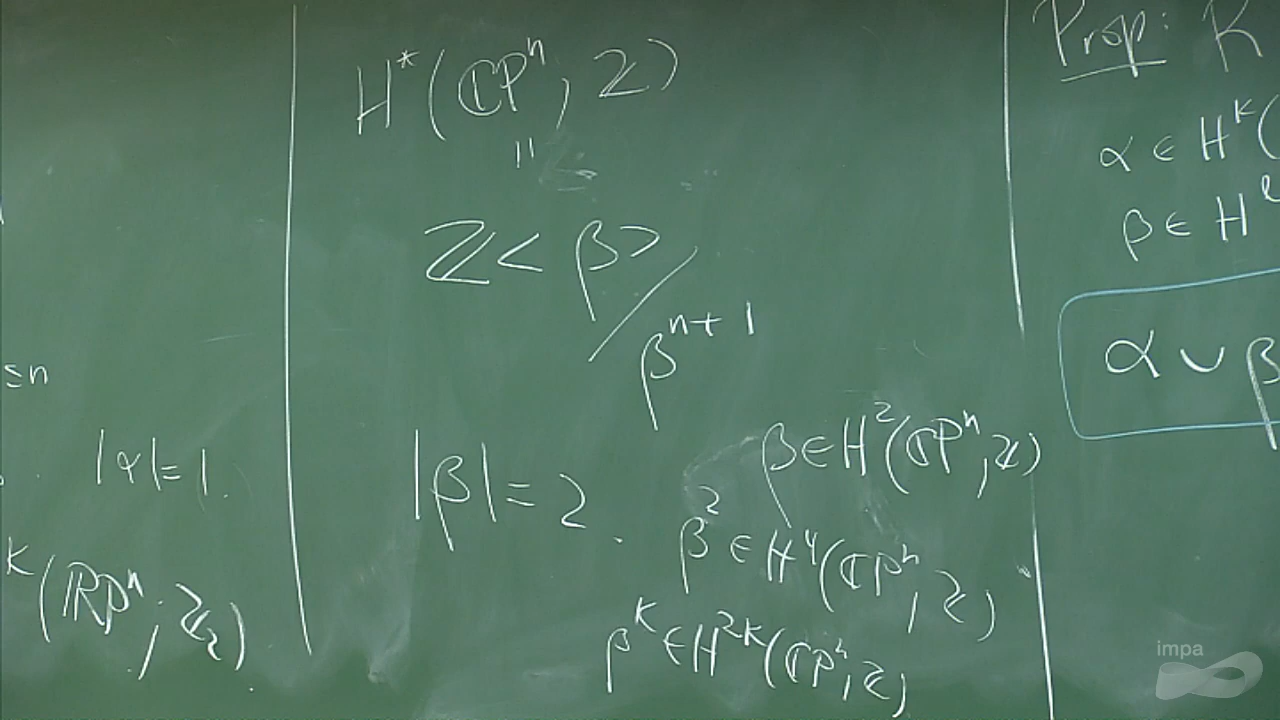 ≤n
|α|=1.
K(ℝPⁿ; ℤ₂).
H*(ℂPⁿ, ℤ)
"
ℤ<β>/βⁿ⁺¹
|β|=2.
β∈H²(ℂPⁿ, ℤ)
β²∈H⁴(ℂPⁿ, ℤ)
βᴷ∈H²ᴷ(ℂPⁿ, ℤ)
Prop: K
α∈Hᴷ(
β∈Hˡ
α∪β
impa